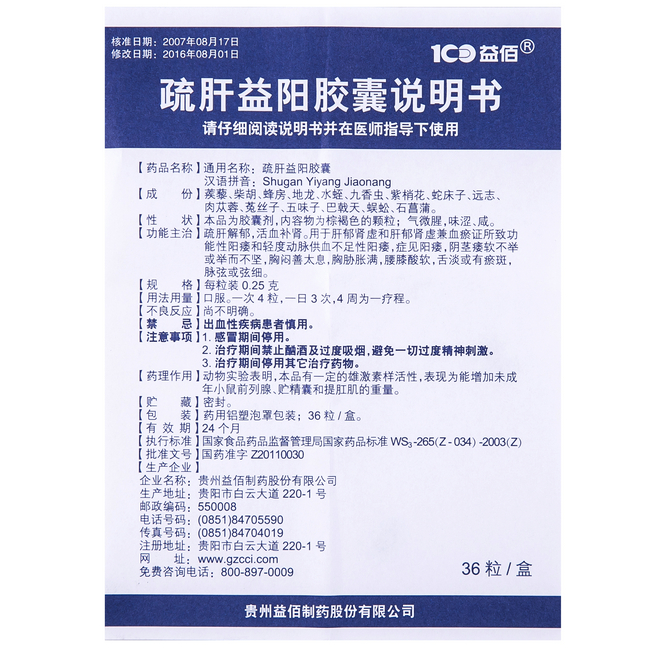 核准日期：2007年08月17日
修改日期：2016年08月01日
100 益佰®
疏肝益阳胶囊说明书
请仔细阅读说明书并在医师指导下使用
【药品名称】通用名称：疏肝益阳胶囊
汉语拼音：Shugan Yiyang Jiaonang
【成　　份】蒺藜、柴胡、蜂房、地龙、水蛭、九香虫、紫梢花、蛇床子、远志、
肉苁蓉、菟丝子、五味子、巴戟天、蜈蚣、石菖蒲。
【性　　状】本品为胶囊剂，内容物为棕褐色的颗粒；气微腥，味涩、咸。
【功能主治】疏肝解郁，活血补肾。用于肝郁肾虚和肝郁肾虚兼血瘀证所致功
能性阳痿和轻度动脉供血不足性阳痿，症见阳痿，阴茎痿软不举
或举而不坚，胸闷善太息，胸胁胀满，腰膝酸软，舌淡或有瘀斑，
脉弦或弦细。
【规　　格】每粒装 0.25 克
【用法用量】口服。一次 4 粒，一日 3 次，4 周为一疗程。
【不良反应】尚不明确。
【禁　　忌】出血性疾病患者慎用。
【注意事项】1. 感冒期间停用。
2. 治疗期间禁止酗酒及过度吸烟，避免一切过度精神刺激。
3. 治疗期间停用其它治疗药物。
【药理作用】动物实验表明，本品有一定的雄激素样活性，表现为能增加未成
年小鼠前列腺、贮精囊和提肛肌的重量。
【贮　　藏】密封。
【包　　装】药用铝塑泡罩包装；36 粒 / 盒。
【有 效 期】24 个月
【执行标准】国家食品药品监督管理局国家药品标准 WS₃-265(Z-034)-2003(Z)
【批准文号】国药准字 Z20110030
【生产企业】
企业名称：贵州益佰制药股份有限公司
生产地址：贵阳市白云大道 220-1 号
邮政编码：550008
电话号码：(0851)84705590
传真号码：(0851)84704019
注册地址：贵阳市白云大道 220-1 号
网　　址：www.gzcci.com
免费咨询电话：800-897-0009
36 粒 / 盒
贵州益佰制药股份有限公司